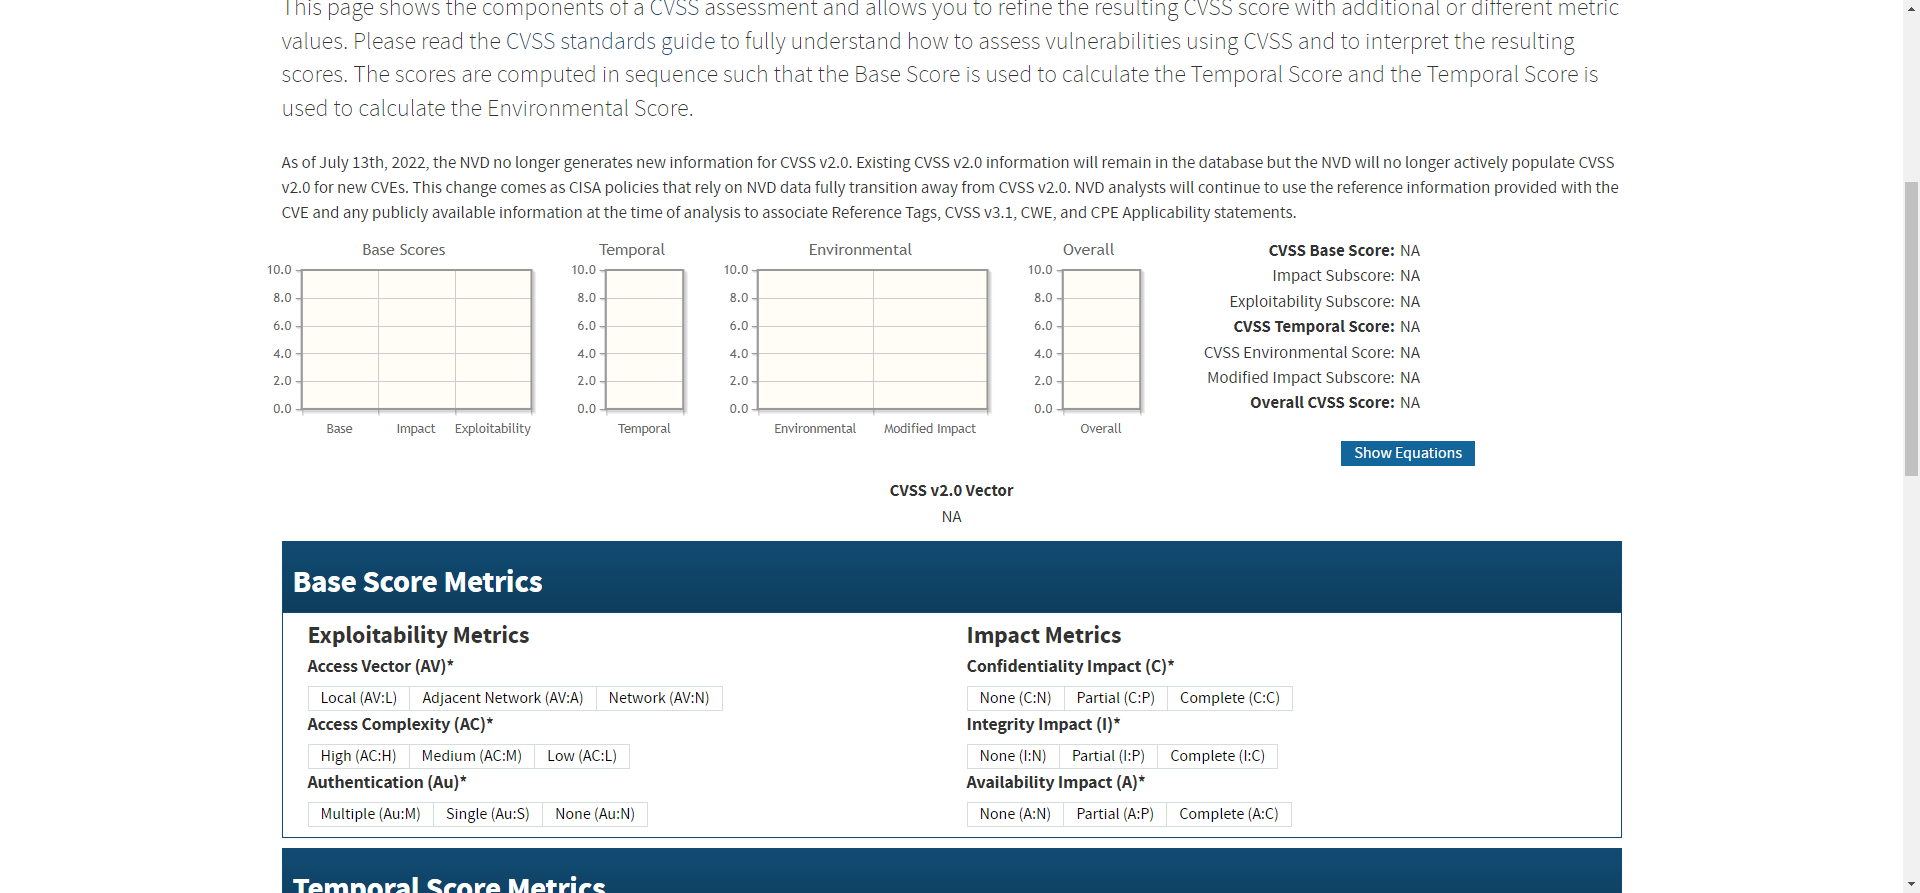 This page shows the components of a CVSS assessment and allows you to refine the resulting CVSS score with additional or different metric
values. Please read the CVSS standards guide to fully understand how to assess vulnerabilities using CVSS and to interpret the resulting
scores. The scores are computed in sequence such that the Base Score is used to calculate the Temporal Score and the Temporal Score is
used to calculate the Environmental Score.
As of July 13th, 2022, the NVD no longer generates new information for CVSS v2.0. Existing CVSS v2.0 information will remain in the database but the NVD will no longer actively populate CVSS
v2.0 for new CVEs. This change comes as CISA policies that rely on NVD data fully transition away from CVSS v2.0. NVD analysts will continue to use the reference information provided with the
CVE and any publicly available information at the time of analysis to associate Reference Tags, CVSS v3.1, CWE, and CPE Applicability statements.
Base Scores
10.0
8.0
6.0
4.0
2.0
0.0
Base Impact Exploitability
Temporal
10.0
8.0
6.0
4.0
2.0
0.0
Temporal
Environmental
10.0
8.0
6.0
4.0
2.0
0.0
Environmental Modified Impact
Overall
10.0
8.0
6.0
4.0
2.0
0.0
Overall
CVSS Base Score: NA
Impact Subscore: NA
Exploitability Subscore: NA
CVSS Temporal Score: NA
CVSS Environmental Score: NA
Modified Impact Subscore: NA
Overall CVSS Score: NA
Show Equations
CVSS v2.0 Vector
NA
Base Score Metrics
Exploitability Metrics
Access Vector (AV)*
Local (AV:L) Adjacent Network (AV:A) Network (AV:N)
Access Complexity (AC)*
High (AC:H) Medium (AC:M) Low (AC:L)
Authentication (Au)*
Multiple (Au:M) Single (Au:S) None (Au:N)
Impact Metrics
Confidentiality Impact (C)*
None (C:N) Partial (C:P) Complete (C:C)
Integrity Impact (I)*
None (I:N) Partial (I:P) Complete (I:C)
Availability Impact (A)*
None (A:N) Partial (A:P) Complete (A:C)
Temporal Score Metrics